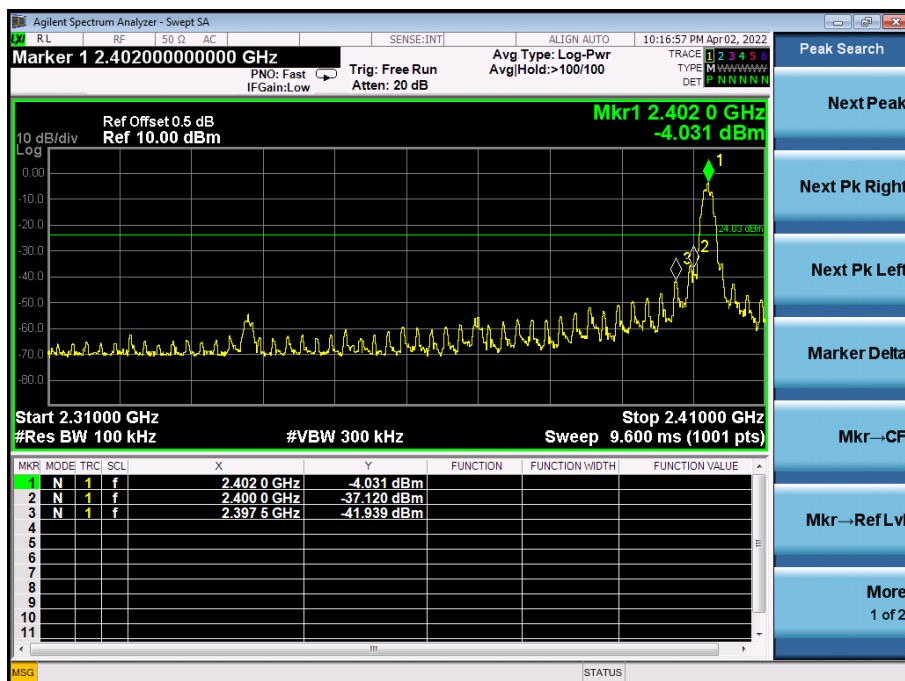 Agilent Spectrum Analyzer - Swept SA
LXI RL RF 50 Ω AC SENSE:INT ALIGN AUTO 10:16:57 PM Apr 02, 2022
Marker 1 2.402000000000 GHz
PNO: Fast
IFGain:Low
Trig: Free Run
Atten: 20 dB
Avg Type: Log-Pwr
Avg|Hold:>100/100
TRACE 1 2 3 4 5 6
TYPE M W W W W W
DET P N N N N N
Mkr1 2.402 0 GHz
-4.031 dBm
Ref Offset 0.5 dB
10 dB/div Ref 10.00 dBm
Log
0.00
-10.0
-20.0
-30.0
-40.0
-50.0
-60.0
-70.0
-80.0
1
-24.03 dBm
2
3
Start 2.31000 GHz Stop 2.41000 GHz
#Res BW 100 kHz #VBW 300 kHz Sweep 9.600 ms (1001 pts)
MKR MODE TRC SCL X Y FUNCTION FUNCTION WIDTH FUNCTION VALUE
1 N 1 f 2.402 0 GHz -4.031 dBm
2 N 1 f 2.400 0 GHz -37.120 dBm
3 N 1 f 2.397 5 GHz -41.939 dBm
4
5
6
7
8
9
10
11
MSG STATUS
Peak Search
Next Peak
Next Pk Right
Next Pk Left
Marker Delta
Mkr→CF
Mkr→Ref Lvl
More
1 of 2